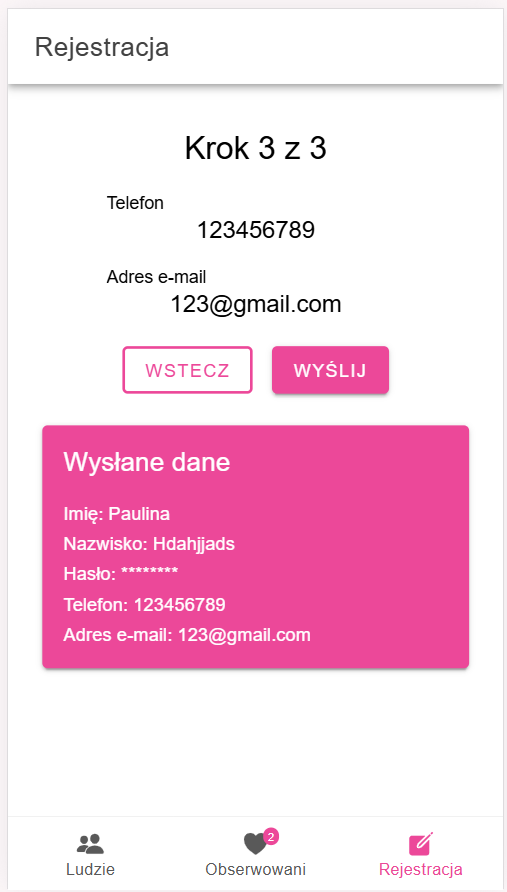 Rejestracja
Krok 3 z 3
Telefon
123456789
Adres e-mail
123@gmail.com
WSTECZ WYŚLIJ
Wysłane dane
Imię: Paulina
Nazwisko: Hdahjjads
Hasło: ********
Telefon: 123456789
Adres e-mail: 123@gmail.com
2
Ludzie Obserwowani Rejestracja